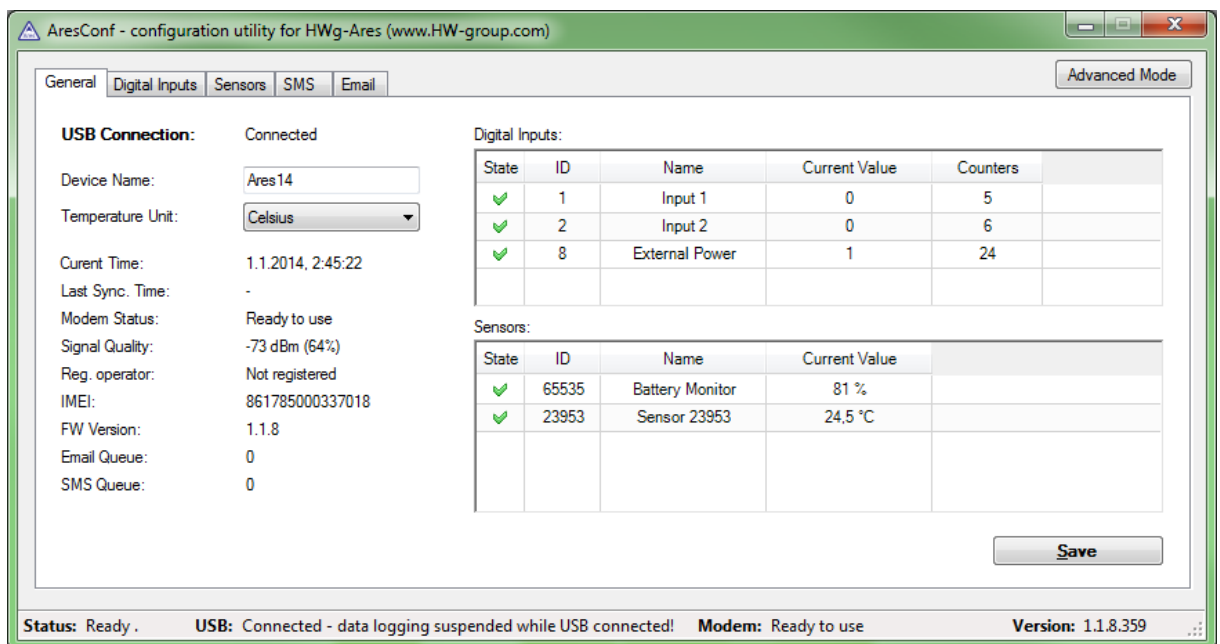 AresConf - configuration utility for HWg-Ares (www.HW-group.com)
General Digital Inputs Sensors SMS Email
Advanced Mode
USB Connection: Connected
Device Name: Ares14
Temperature Unit: Celsius
Curent Time: 1.1.2014, 2:45:22
Last Sync. Time: -
Modem Status: Ready to use
Signal Quality: -73 dBm (64%)
Reg. operator: Not registered
IMEI: 861785000337018
FW Version: 1.1.8
Email Queue: 0
SMS Queue: 0
Digital Inputs:
State ID Name Current Value Counters
1 Input 1 0 5
2 Input 2 0 6
8 External Power 1 24
Sensors:
State ID Name Current Value
65535 Battery Monitor 81 %
23953 Sensor 23953 24,5 °C
Save
Status: Ready . USB: Connected - data logging suspended while USB connected! Modem: Ready to use Version: 1.1.8.359